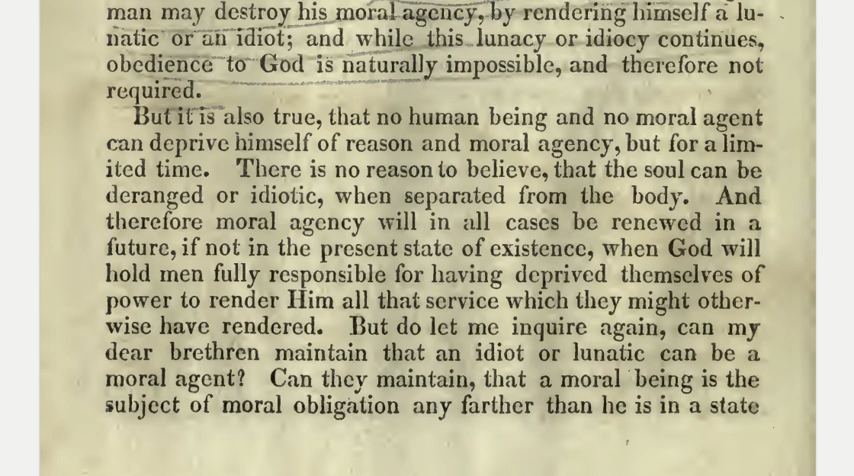 man may destroy his moral agency, by rendering himself a lu-
natic or an idiot; and while this lunacy or idiocy continues,
obedience to God is naturally impossible, and therefore not
required.
But it is also true, that no human being and no moral agent
can deprive himself of reason and moral agency, but for a lim-
ited time. There is no reason to believe, that the soul can be
deranged or idiotic, when separated from the body. And
therefore moral agency will in all cases be renewed in a
future, if not in the present state of existence, when God will
hold men fully responsible for having deprived themselves of
power to render Him all that service which they might other-
wise have rendered. But do let me inquire again, can my
dear brethren maintain that an idiot or lunatic can be a
moral agent? Can they maintain, that a moral being is the
subject of moral obligation any farther than he is in a state